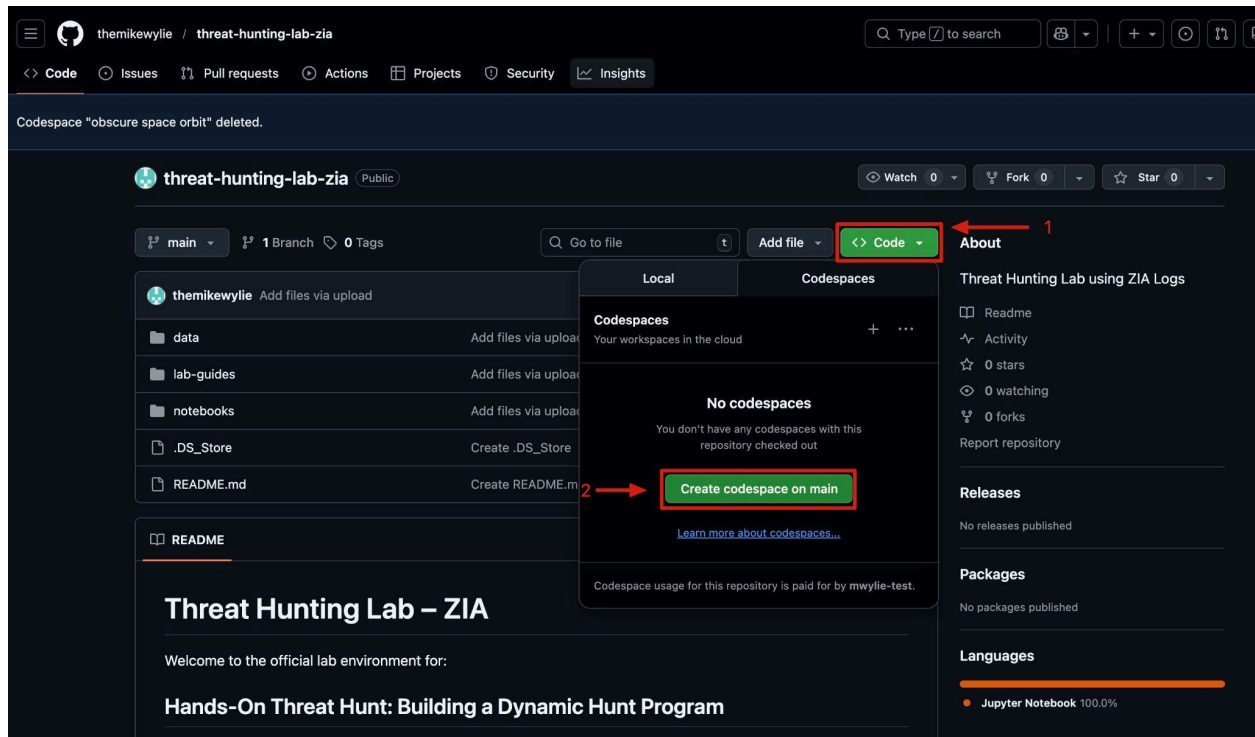 themikewylie / threat-hunting-lab-zia
Type / to search
Code Issues Pull requests Actions Projects Security Insights
Codespace "obscure space orbit" deleted.
threat-hunting-lab-zia Public
Watch 0 Fork 0 Star 0
main 1 Branch 0 Tags
Go to file t Add file Code
1
About
Local Codespaces
Threat Hunting Lab using ZIA Logs
themikewylie Add files via upload
Codespaces
Your workspaces in the cloud
Readme
data Add files via uploa
Activity
0 stars
lab-guides Add files via uploa
0 watching
notebooks Add files via uploa
No codespaces
0 forks
You don't have any codespaces with this
repository checked out
Report repository
.DS_Store Create .DS_Store
README.md Create README.m
2
Create codespace on main
Releases
No releases published
Learn more about codespaces...
README
Packages
Codespace usage for this repository is paid for by mwylie-test.
No packages published
Threat Hunting Lab – ZIA
Languages
Welcome to the official lab environment for:
Jupyter Notebook 100.0%
Hands-On Threat Hunt: Building a Dynamic Hunt Program